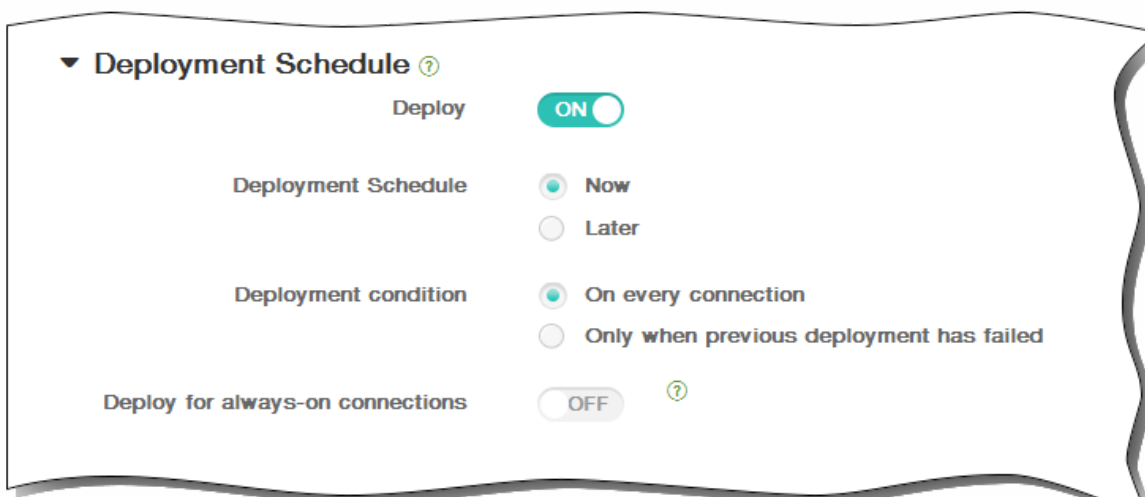 Deployment Schedule ?
Deploy ON
Deployment Schedule Now
Later
Deployment condition On every connection
Only when previous deployment has failed
Deploy for always-on connections OFF ?